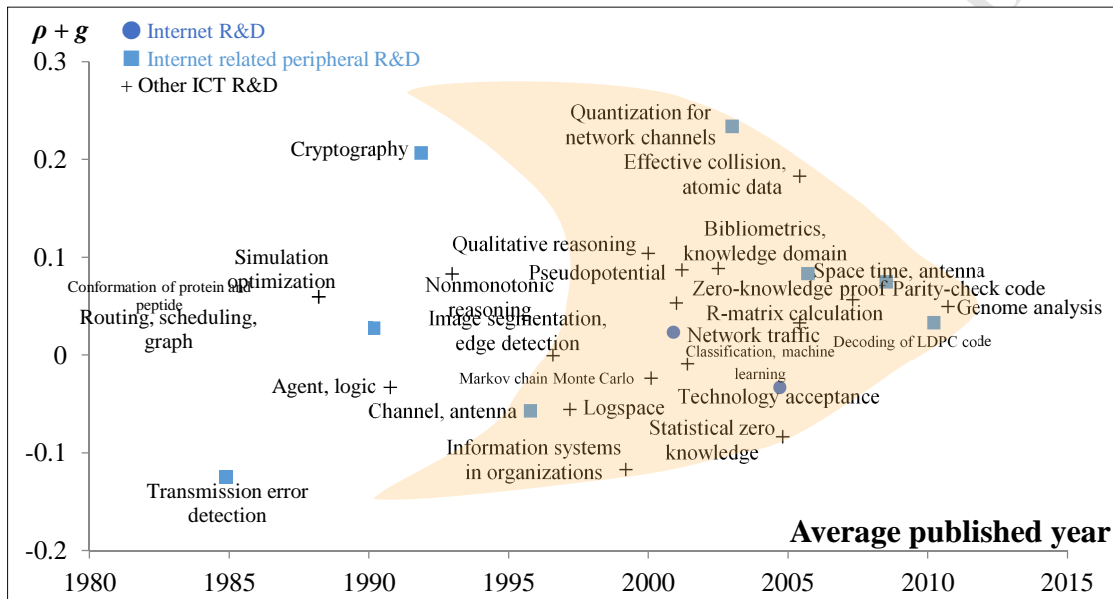 ρ + g
Internet R&D
Internet related peripheral R&D
+ Other ICT R&D
0.3
0.2
0.1
0
-0.1
-0.2
Quantization for
network channels
Cryptography
Effective collision,
atomic data
Bibliometrics,
knowledge domain
Qualitative reasoning
Simulation
optimization
Pseudopotential
Space time, antenna
Nonmonotonic
reasoning
Zero-knowledge proof
Parity-check code
Conformation of protein and
peptide
Routing, scheduling,
graph
R-matrix calculation
Genome analysis
Image segmentation,
edge detection
Network traffic
Decoding of LDPC code
Classification, machine
learning
Markov chain Monte Carlo
Agent, logic
Technology acceptance
Channel, antenna
Logspace
Statistical zero
knowledge
Information systems
in organizations
Transmission error
detection
Average published year
1980
1985
1990
1995
2000
2005
2010
2015